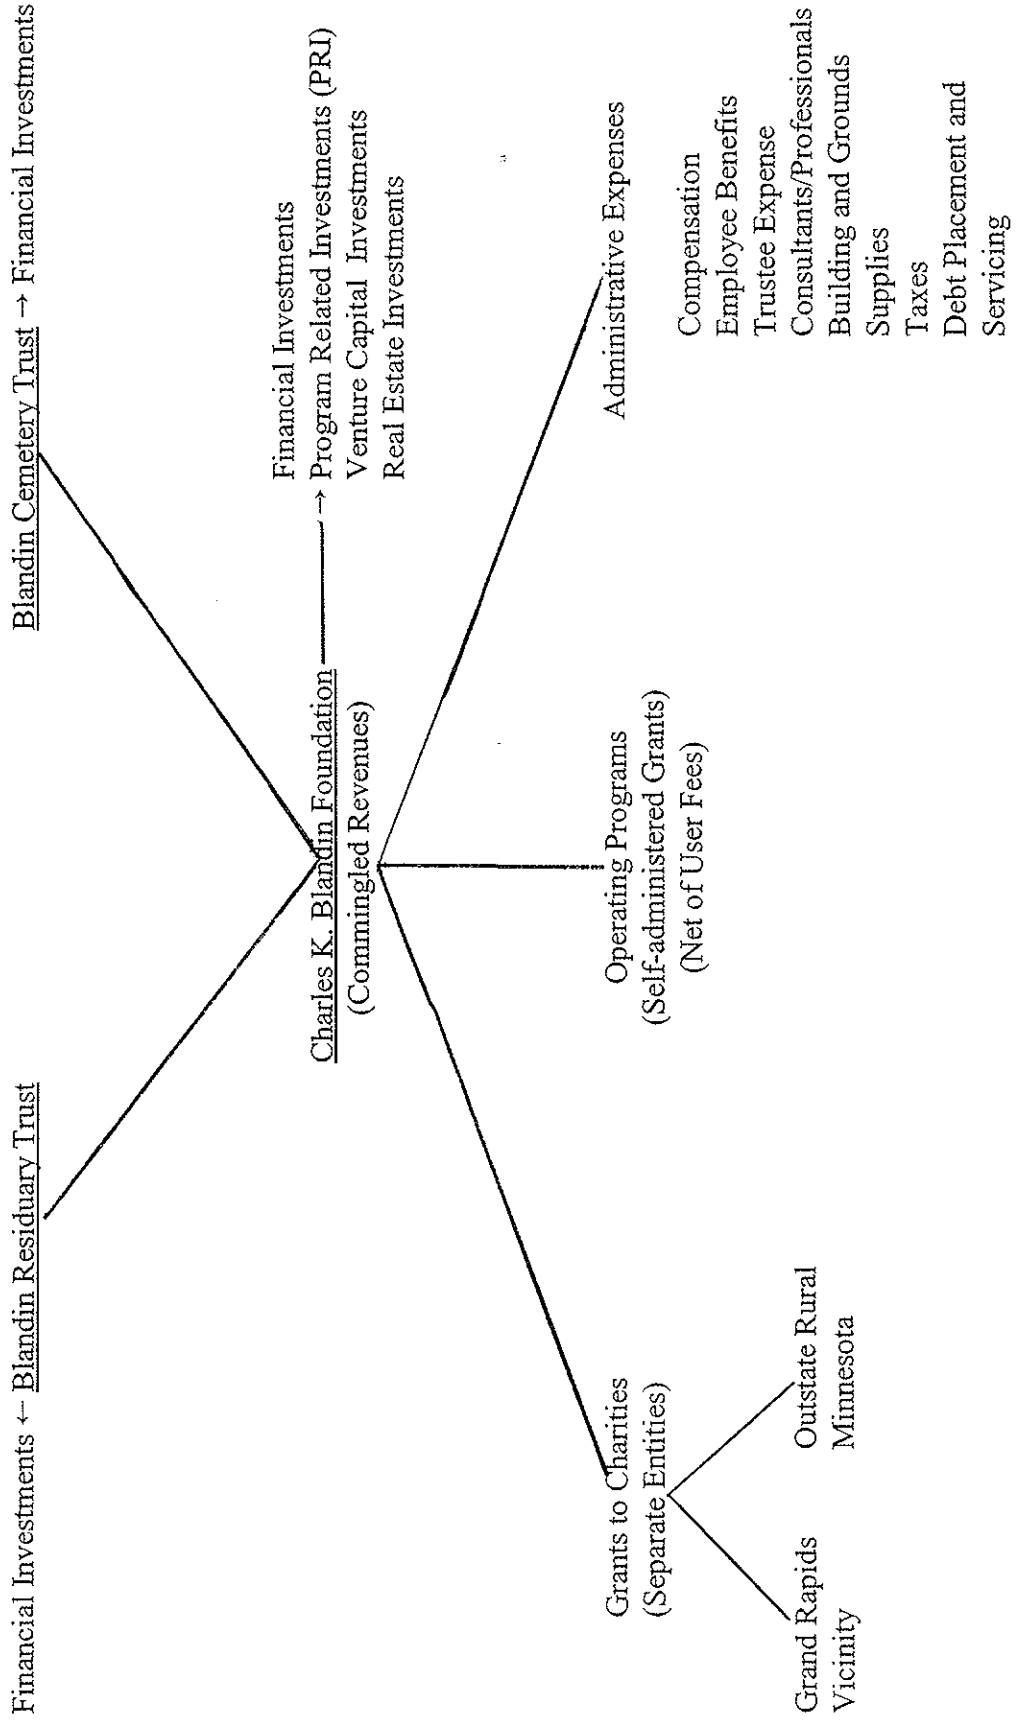 Financial Investments ← Blandin Residuary Trust
Blandin Cemetery Trust → Financial Investments
Charles K. Blandin Foundation
(Commingled Revenues)
Financial Investments
→ Program Related Investments (PRI)
Venture Capital Investments
Real Estate Investments
Grants to Charities
(Separate Entities)
Grand Rapids
Vicinity
Outstate Rural
Minnesota
Operating Programs
(Self-administered Grants)
(Net of User Fees)
Administrative Expenses
Compensation
Employee Benefits
Trustee Expense
Consultants/Professionals
Building and Grounds
Supplies
Taxes
Debt Placement and
Servicing